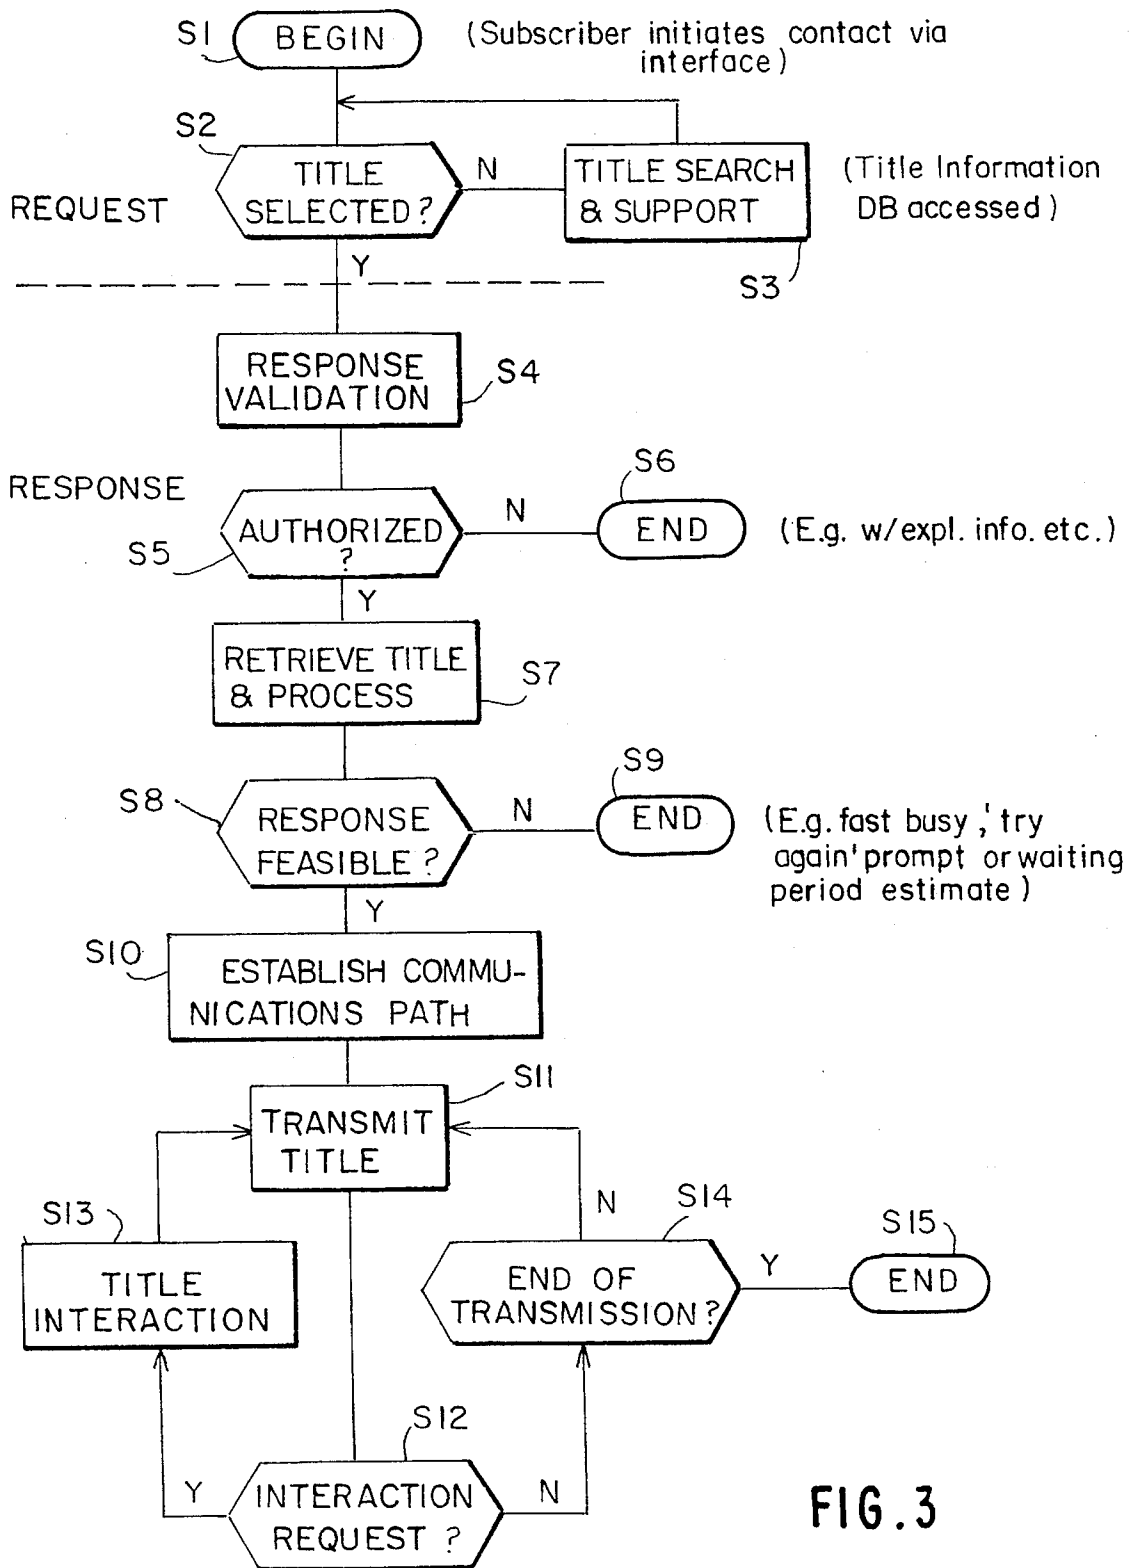 S1
BEGIN
(Subscriber initiates contact via
interface)
S2
TITLE
SELECTED?
N
TITLE SEARCH
& SUPPORT
(Title Information
DB accessed)
REQUEST
S3
Y
RESPONSE
VALIDATION
S4
RESPONSE
S5
AUTHORIZED
?
N
S6
END
(E.g. w/expl. info. etc.)
Y
RETRIEVE TITLE
& PROCESS
S7
S8
RESPONSE
FEASIBLE?
N
S9
END
(E.g. fast busy, 'try
again' prompt or waiting
period estimate)
Y
S10
ESTABLISH COMMU-
NICATIONS PATH
S11
TRANSMIT
TITLE
S13
TITLE
INTERACTION
N
S14
END OF
TRANSMISSION?
Y
S15
END
S12
Y
INTERACTION
REQUEST?
N
FIG.3